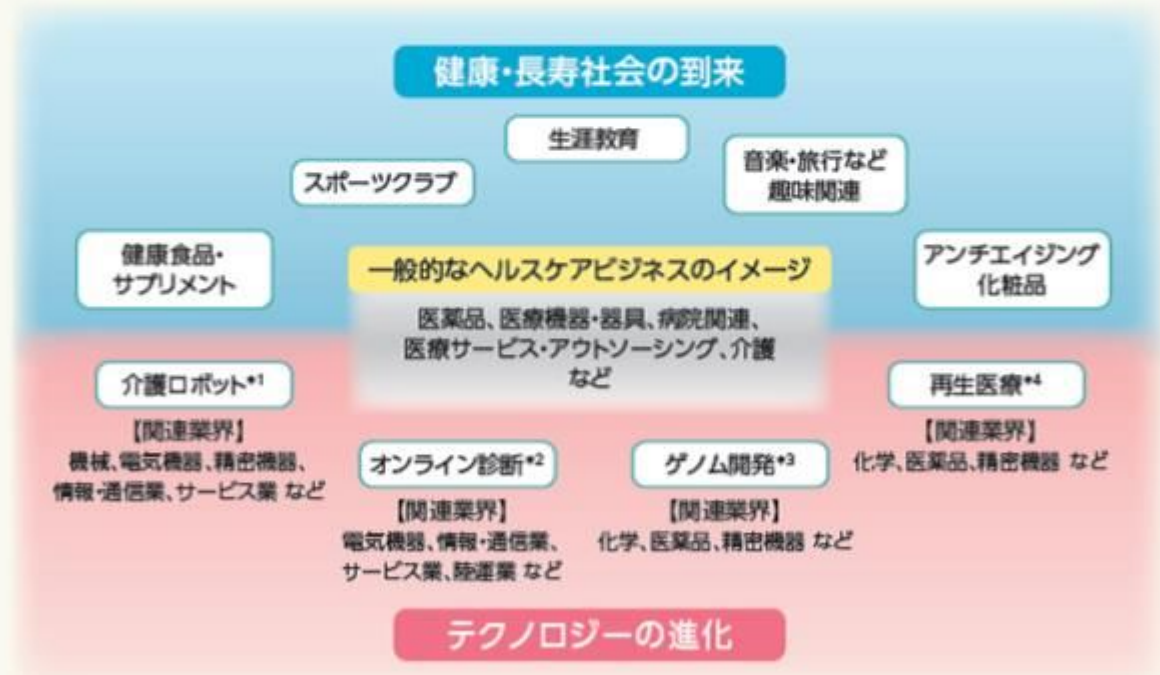 健康・長寿社会の到来
生涯教育
音楽・旅行など
趣味関連
スポーツクラブ
健康食品・
サプリメント
一般的なヘルスケアビジネスのイメージ
アンチエイジング
化粧品
医薬品、医療機器・器具、病院関連、
医療サービス・アウトソーシング、介護
など
介護ロボット*1
【関連業界】
機械、電気機器、精密機器、
情報・通信業、サービス業 など
オンライン診断*2
【関連業界】
電気機器、情報・通信業、
サービス業、陸運業 など
ゲノム開発*3
【関連業界】
化学、医薬品、精密機器 など
再生医療*4
【関連業界】
化学、医薬品、精密機器 など
テクノロジーの進化